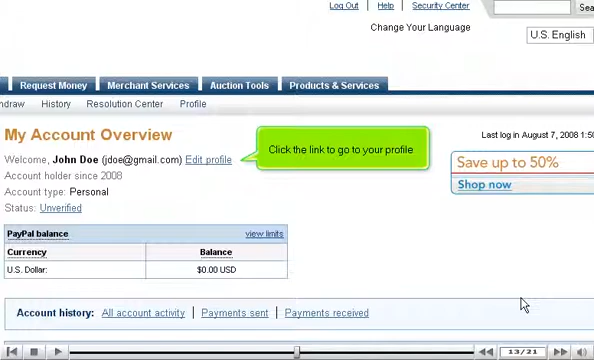 Log Out | Help | Security Center
Change Your Language
U.S. English
Request Money Merchant Services Auction Tools Products & Services
History Resolution Center Profile
My Account Overview
Last log in August 7, 2008
Welcome, John Doe (jdoe@gmail.com) Edit profile
Click the link to go to your profile
Account holder since 2008
Save up to 50%
Account type: Personal
Shop now
Status: Unverified
PayPal balance view limits
Currency Balance
U.S. Dollar: $0.00 USD
Account history: All account activity | Payments sent | Payments received
13/21